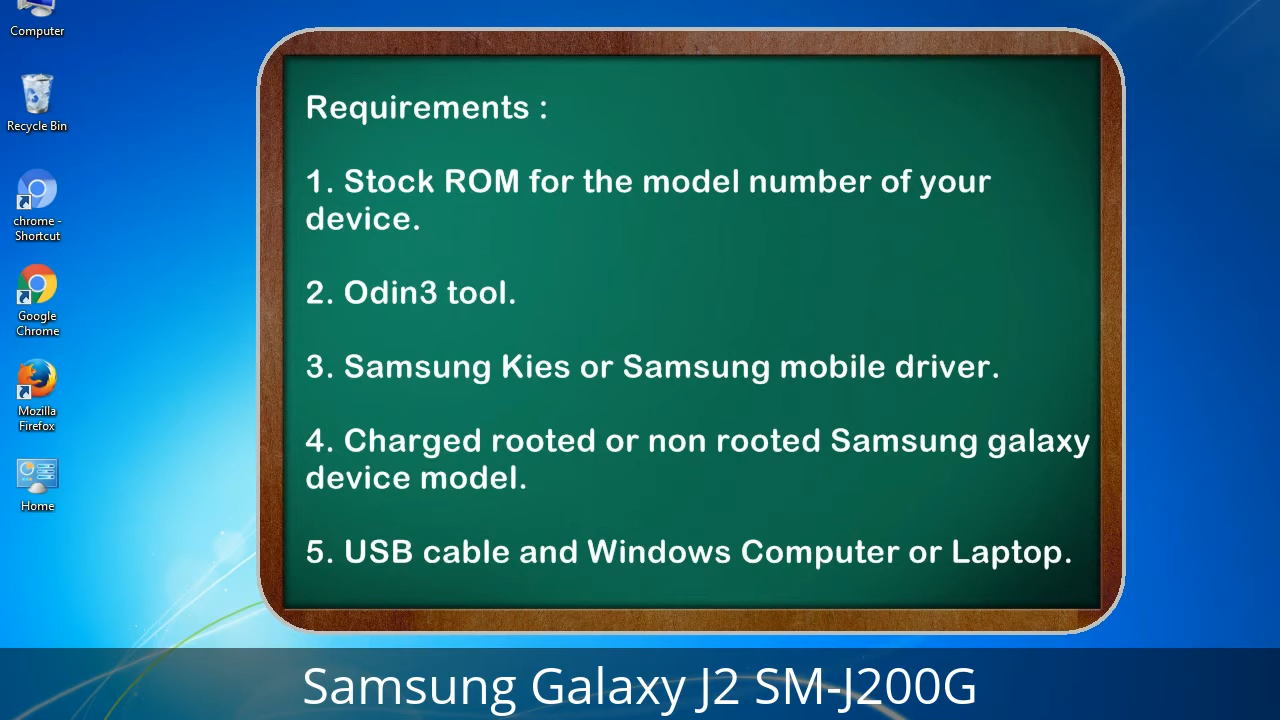 Computer
Recycle Bin
chrome -
Shortcut
Google
Chrome
Mozilla
Firefox
Home
Requirements :
1. Stock ROM for the model number of your
device.
2. Odin3 tool.
3. Samsung Kies or Samsung mobile driver.
4. Charged rooted or non rooted Samsung galaxy
device model.
5. USB cable and Windows Computer or Laptop.
Samsung Galaxy J2 SM-J200G